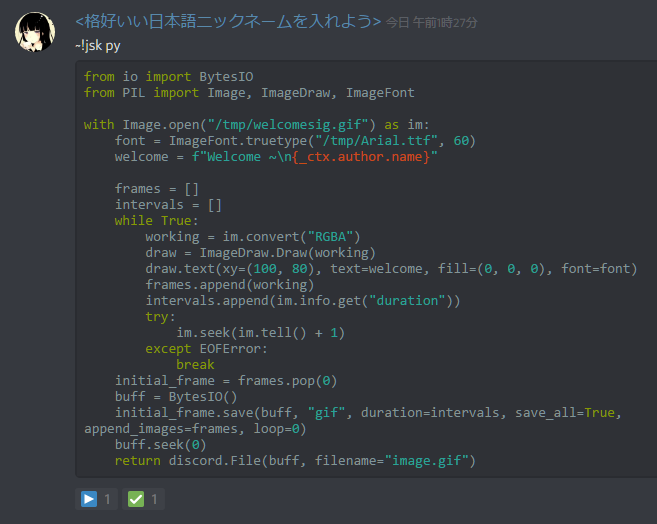 <格好いい日本語ニックネームを入れよう> 今日 午前1時27分
~!jsk py
from io import BytesIO
from PIL import Image, ImageDraw, ImageFont
with Image.open("/tmp/welcomesig.gif") as im:
    font = ImageFont.truetype("/tmp/Arial.ttf", 60)
    welcome = f"Welcome ~\n{_ctx.author.name}"
    frames = []
    intervals = []
    while True:
        working = im.convert("RGBA")
        draw = ImageDraw.Draw(working)
        draw.text(xy=(100, 80), text=welcome, fill=(0, 0, 0), font=font)
        frames.append(working)
        intervals.append(im.info.get("duration"))
        try:
            im.seek(im.tell() + 1)
        except EOFError:
            break
    initial_frame = frames.pop(0)
    buff = BytesIO()
    initial_frame.save(buff, "gif", duration=intervals, save_all=True,
append_images=frames, loop=0)
    buff.seek(0)
    return discord.File(buff, filename="image.gif")
1 1